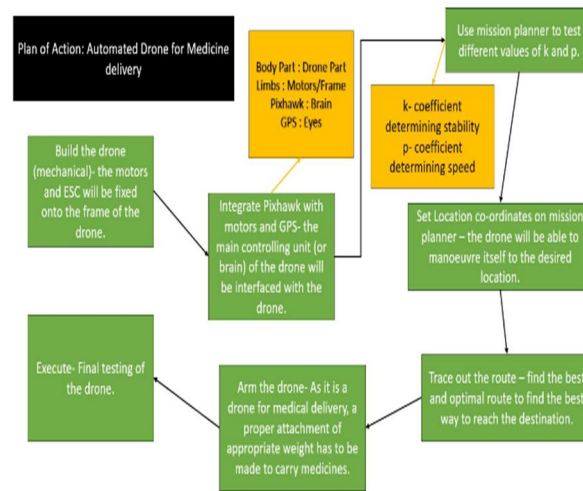 Plan of Action: Automated Drone for Medicine
delivery
Body Part : Drone Part
Limbs : Motors/Frame
Pixhawk : Brain
GPS : Eyes
Use mission planner to test
different values of k and p.
k- coefficient
determining stability
p- coefficient
determining speed
Build the drone
(mechanical)- the motors
and ESC will be fixed
onto the frame of the
drone.
Integrate Pixhawk with
motors and GPS- the
main controlling unit (or
brain) of the drone will
be interfaced with the
drone.
Set Location co-ordinates on mission
planner – the drone will be able to
manoeuvre itself to the desired
location.
Trace out the route – find the best
and optimal route to find the best
way to reach the destination.
Arm the drone- As it is a
drone for medical delivery, a
proper attachment of
appropriate weight has to be
made to carry medicines.
Execute- Final testing of
the drone.